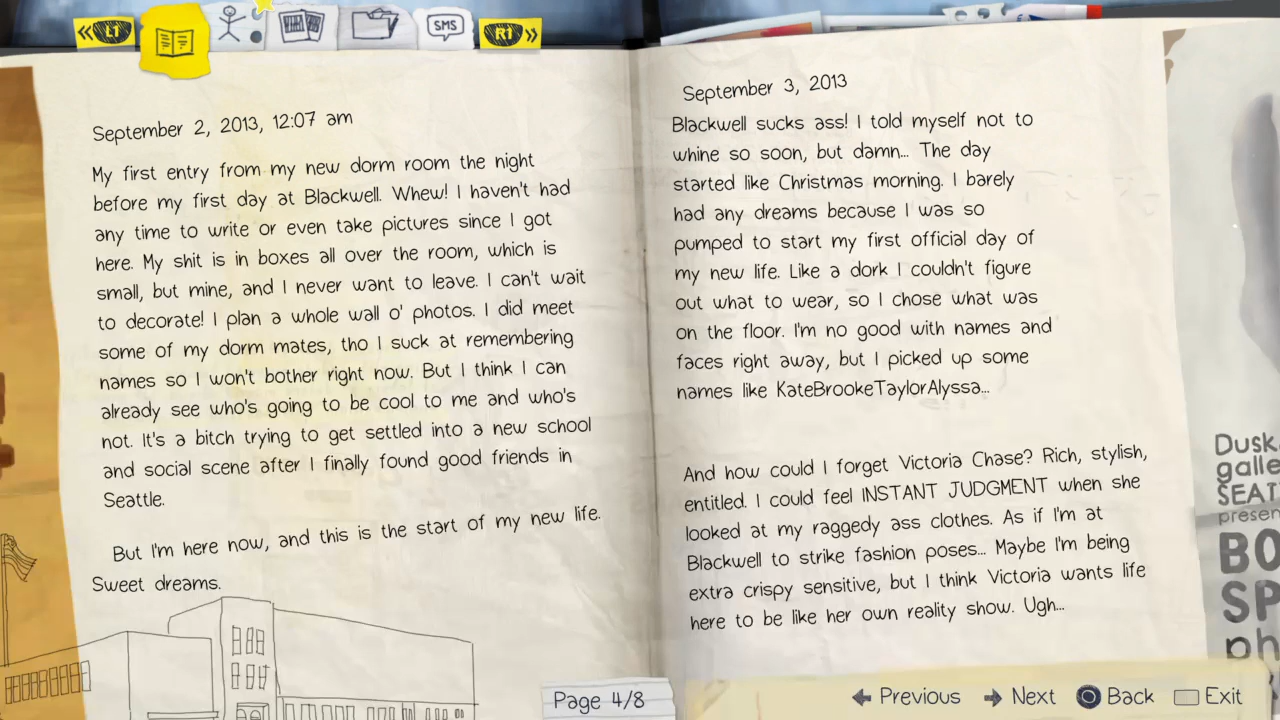 L1
SMS
R1
September 2, 2013, 12:07 am
My first entry from my new dorm room the night
before my first day at Blackwell. Whew! I haven't had
any time to write or even take pictures since I got
here. My shit is in boxes all over the room, which is
small, but mine, and I never want to leave. I can't wait
to decorate! I plan a whole wall o' photos. I did meet
some of my dorm mates, tho I suck at remembering
names so I won't bother right now. But I think I can
already see who's going to be cool to me and who's
not. It's a bitch trying to get settled into a new school
and social scene after I finally found good friends in
Seattle.
But I'm here now, and this is the start of my new life.
Sweet dreams.
September 3, 2013
Blackwell sucks ass! I told myself not to
whine so soon, but damn... The day
started like Christmas morning. I barely
had any dreams because I was so
pumped to start my first official day of
my new life. Like a dork I couldn't figure
out what to wear, so I chose what was
on the floor. I'm no good with names and
faces right away, but I picked up some
names like KateBrookeTaylorAlyssa...
And how could I forget Victoria Chase? Rich, stylish,
entitled. I could feel INSTANT JUDGMENT when she
looked at my raggedy ass clothes. As if I'm at
Blackwell to strike fashion poses... Maybe I'm being
extra crispy sensitive, but I think Victoria wants life
here to be like her own reality show. Ugh...
Dusk
galle
SEAT
presen
BO
SP
ph
Page 4/8
Previous
Next
Back
Exit